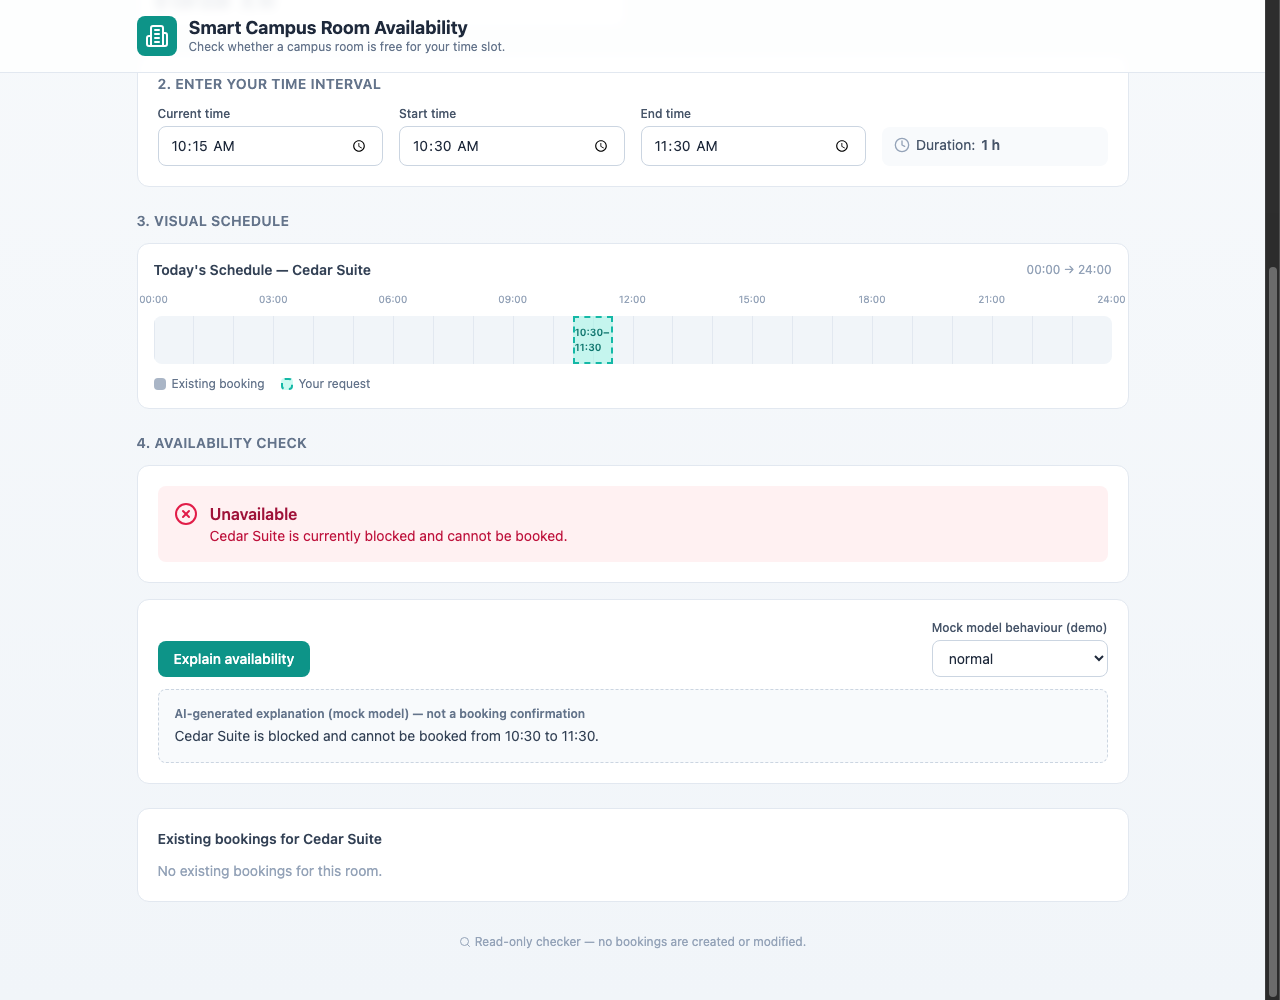 Smart Campus Room Availability
Check whether a campus room is free for your time slot.
2. ENTER YOUR TIME INTERVAL
Current time
Start time
End time
10:15 AM
10:30 AM
11:30 AM
Duration: 1 h
3. VISUAL SCHEDULE
Today's Schedule — Cedar Suite
00:00 → 24:00
00:00 03:00 06:00 09:00 12:00 15:00 18:00 21:00 24:00
10:30–
11:30
Existing booking
Your request
4. AVAILABILITY CHECK
Unavailable
Cedar Suite is currently blocked and cannot be booked.
Mock model behaviour (demo)
Explain availability
normal
AI-generated explanation (mock model) — not a booking confirmation
Cedar Suite is blocked and cannot be booked from 10:30 to 11:30.
Existing bookings for Cedar Suite
No existing bookings for this room.
Read-only checker — no bookings are created or modified.